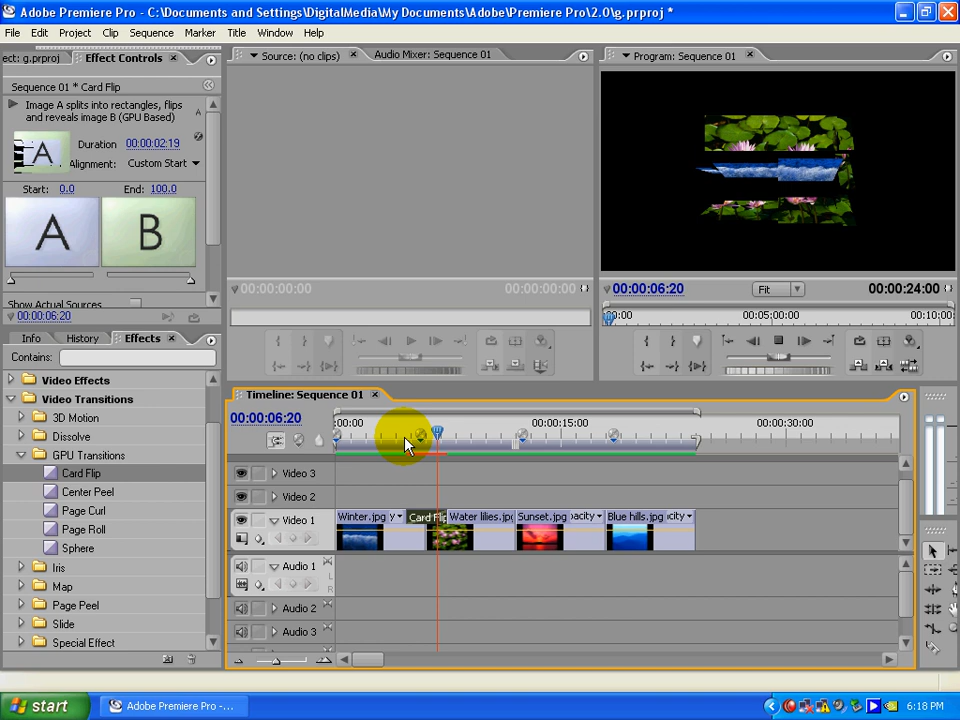 Adobe Premiere Pro - C:\Documents and Settings\DigitalMedia\My Documents\Adobe\Premiere Pro\2.0\g.prproj *
File Edit Project Clip Sequence Marker Title Window Help
ect: g.prproj Effect Controls
Source: (no clips) Audio Mixer: Sequence 01
Program: Sequence 01
Sequence 01 * Card Flip
Image A splits into rectangles, flips
and reveals image B (GPU Based)
A
Duration 00:00:02:19
Alignment: Custom Start
Start: 0.0 End: 100.0
A B
Show Actual Sources
00:00:06:20
00:00:00:00 00:00:00:00
00:00:06:20 Fit 00:00:24:00
00:00 00:05:00:00 00:10:00
Info History Effects
Contains:
Video Effects
Video Transitions
3D Motion
Dissolve
GPU Transitions
Card Flip
Center Peel
Page Curl
Page Roll
Sphere
Iris
Map
Page Peel
Slide
Special Effect
Timeline: Sequence 01
00:00:06:20
:00:00 00:00:15:00 00:00:30:00
Video 3
Video 2
Video 1
Winter.jpg y Card Flip Water lilies.jpg Sunset.jpg pacity Blue hills.jpg acity
Audio 1
L
R
Audio 2
Audio 3
start Adobe Premiere Pro -... 6:18 PM